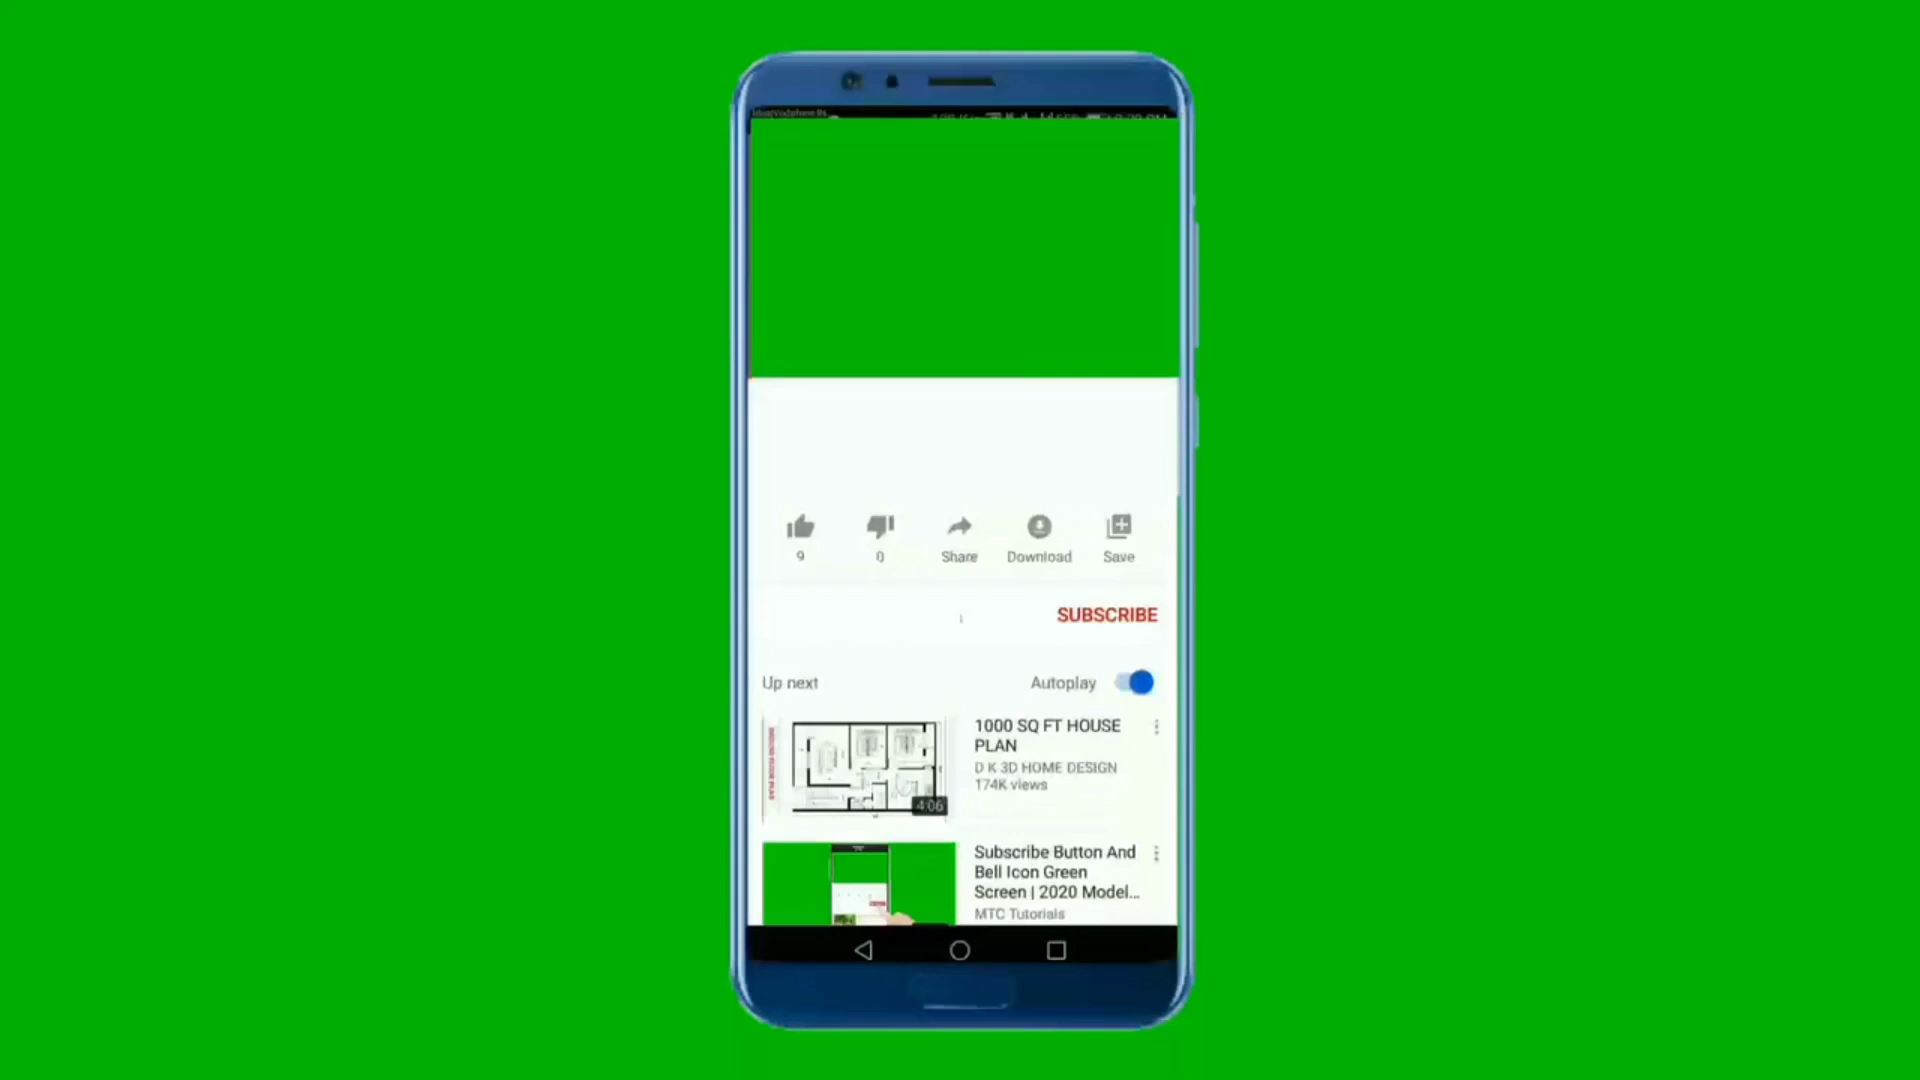 9
0
Share
Download
Save
SUBSCRIBE
Up next
Autoplay
1000 SQ FT HOUSE
PLAN
D K 3D HOME DESIGN
174K views
4:06
Subscribe Button And
Bell Icon Green
Screen | 2020 Model...
MTC Tutorials